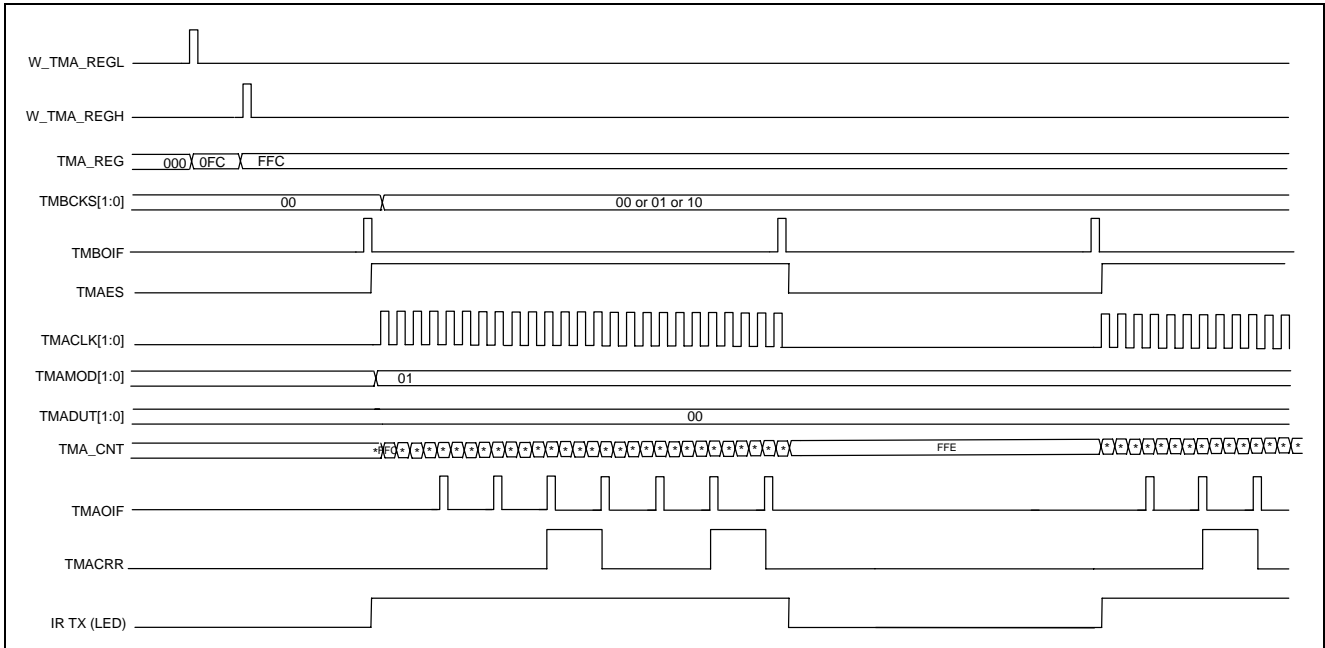 W_TMA_REGL
W_TMA_REGH
TMA_REG 000 0FC FFC
TMBCKS[1:0] 00 00 or 01 or 10
TMBOIF
TMAES
TMACLK[1:0]
TMAMOD[1:0] 01
TMADUT[1:0] 00
TMA_CNT *FFC * * * * * * * * * * * * * * * * * * * * * * * * * * * * * FFE * * * * * * * * * * * * * * *
TMAOIF
TMACRR
IR TX (LED)